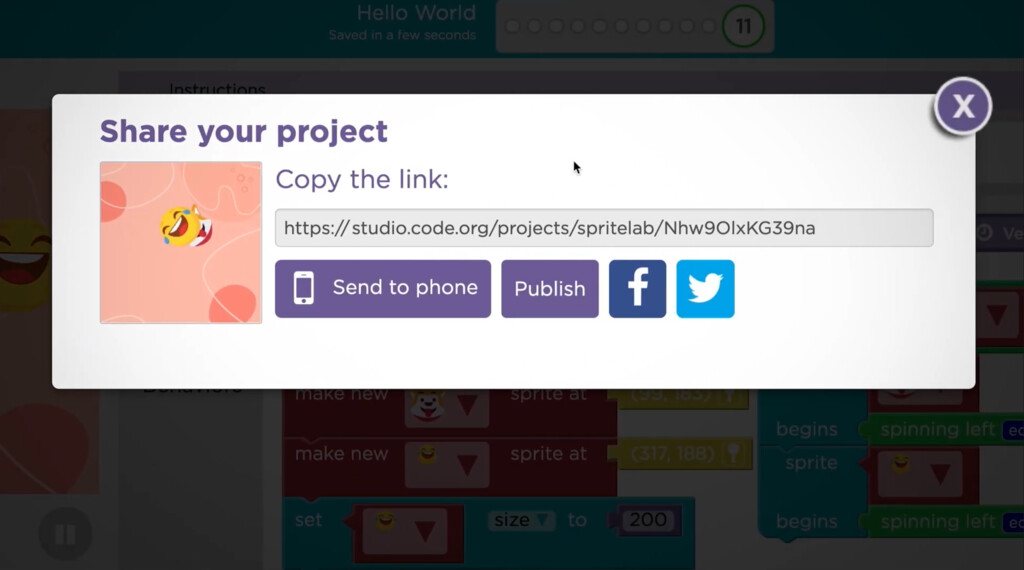 Hello World
Saved in a few seconds
11
Instructions
Share your project
Copy the link:
https://studio.code.org/projects/spritelab/Nhw9OlxKG39na
Send to phone
Publish
make new sprite at (99, 183)
begins spinning left
make new sprite at (317, 188)
sprite
set size to 200
begins spinning left